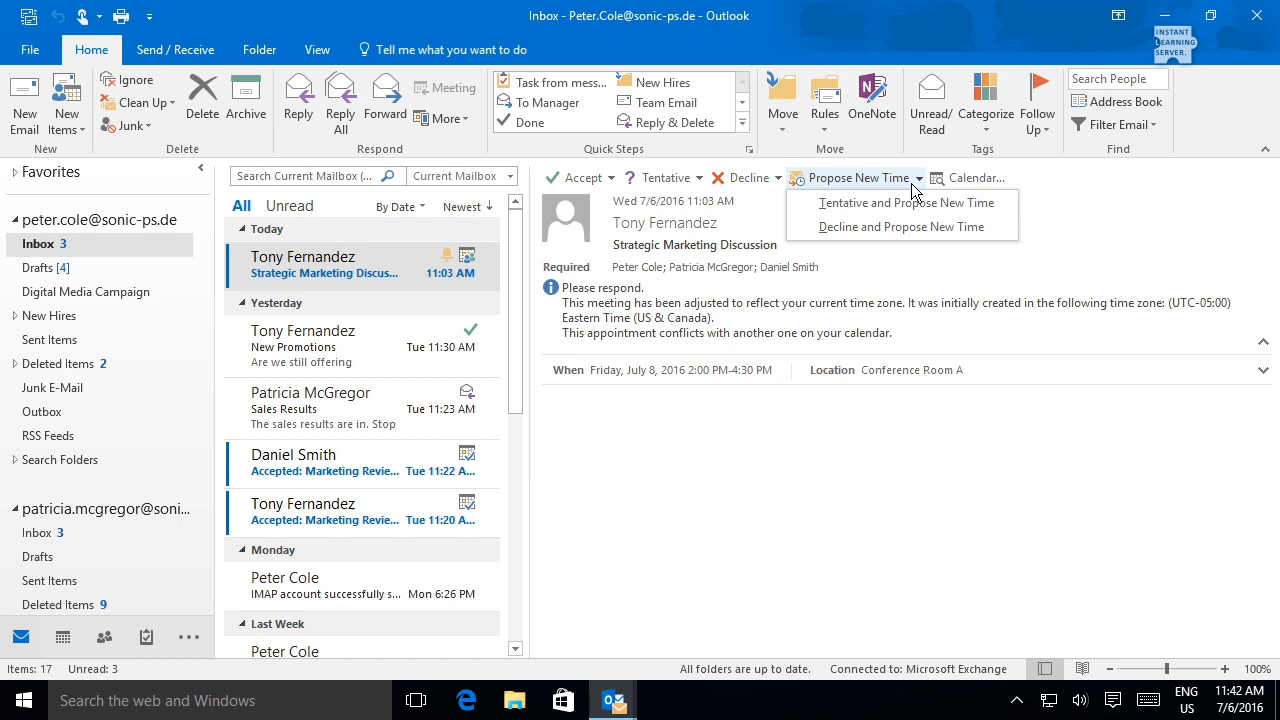 Inbox - Peter.Cole@sonic-ps.de - Outlook
INSTANT
LEARNING
SERVER.
File
Home
Send / Receive
Folder
View
Tell me what you want to do
New
Email
New
Items
New
Ignore
Clean Up
Junk
Delete
Archive
Delete
Reply
Reply
All
Forward
Meeting
More
Respond
Task from mess...
To Manager
Done
New Hires
Team Email
Reply & Delete
Quick Steps
Move
Rules
OneNote
Move
Unread/
Read
Categorize
Follow
Up
Tags
Search People
Address Book
Filter Email
Find
Favorites
peter.cole@sonic-ps.de
Inbox 3
Drafts [4]
Digital Media Campaign
New Hires
Sent Items
Deleted Items 2
Junk E-Mail
Outbox
RSS Feeds
Search Folders
patricia.mcgregor@soni...
Inbox 3
Drafts
Sent Items
Deleted Items 9
Search Current Mailbox (...
Current Mailbox
All Unread By Date Newest
Today
Tony Fernandez
Strategic Marketing Discus... 11:03 AM
Yesterday
Tony Fernandez
New Promotions Tue 11:30 AM
Are we still offering
Patricia McGregor
Sales Results Tue 11:23 AM
The sales results are in. Stop
Daniel Smith
Accepted: Marketing Revie... Tue 11:22 A...
Tony Fernandez
Accepted: Marketing Revie... Tue 11:20 A...
Monday
Peter Cole
IMAP account successfully s... Mon 6:26 PM
Last Week
Peter Cole
Accept ? Tentative Decline Propose New Time Calendar...
Tentative and Propose New Time
Decline and Propose New Time
Wed 7/6/2016 11:03 AM
Tony Fernandez
Strategic Marketing Discussion
Required Peter Cole; Patricia McGregor; Daniel Smith
Please respond.
This meeting has been adjusted to reflect your current time zone. It was initially created in the following time zone: (UTC-05:00)
Eastern Time (US & Canada).
This appointment conflicts with another one on your calendar.
When Friday, July 8, 2016 2:00 PM-4:30 PM
Location Conference Room A
Items: 17 Unread: 3
All folders are up to date. Connected to: Microsoft Exchange
100%
Search the web and Windows
ENG
US
11:42 AM
7/6/2016